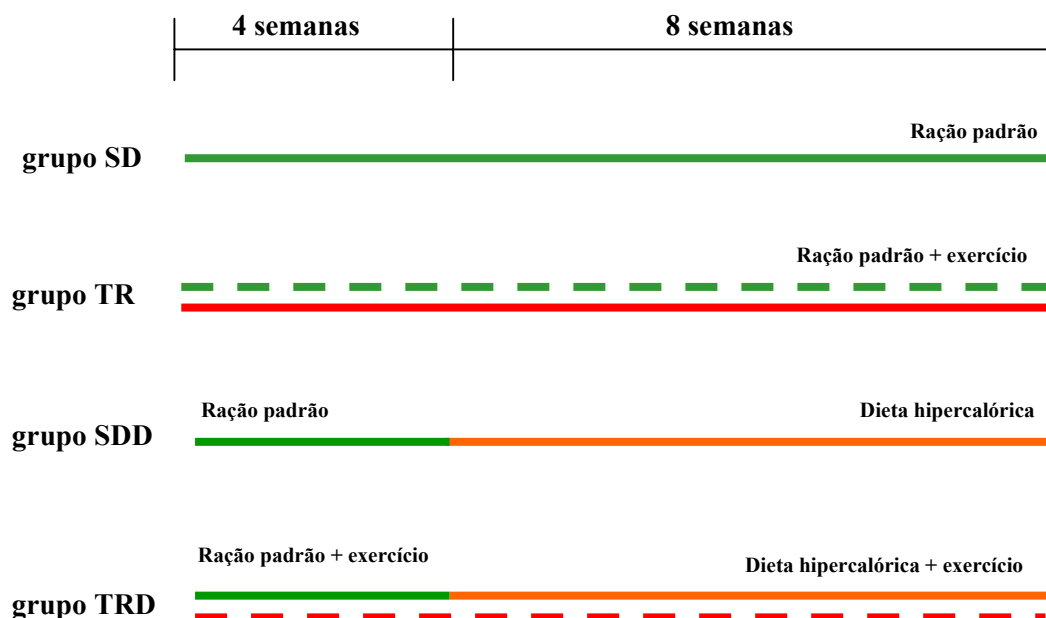 4 semanas 8 semanas
Ração padrão
grupo SD
Ração padrão + exercício
grupo TR
Ração padrão Dieta hipercalórica
grupo SDD
Ração padrão + exercício Dieta hipercalórica + exercício
grupo TRD